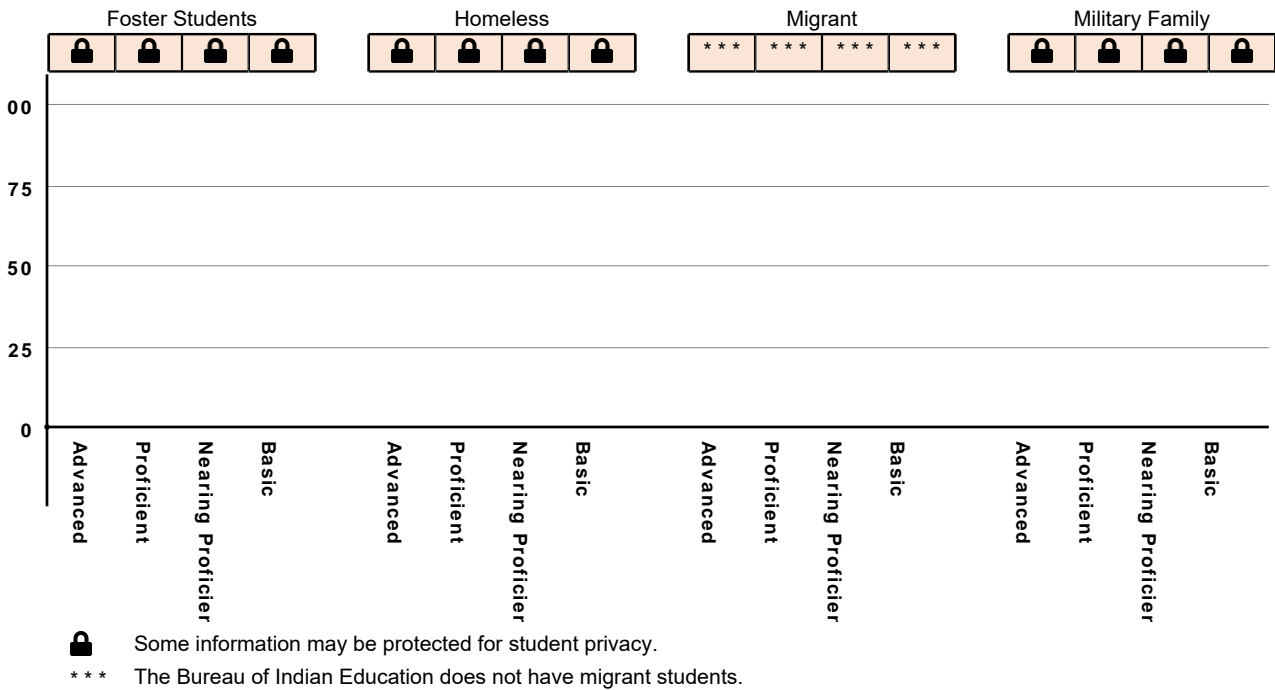 Foster Students Homeless Migrant Military Family
* * * * * * * * * * * *
00
75
50
25
0
Advanced Proficient Nearing Proficier Basic Advanced Proficient Nearing Proficier Basic Advanced Proficient Nearing Proficier Basic Advanced Proficient Nearing Proficier Basic
Some information may be protected for student privacy.
* * * The Bureau of Indian Education does not have migrant students.